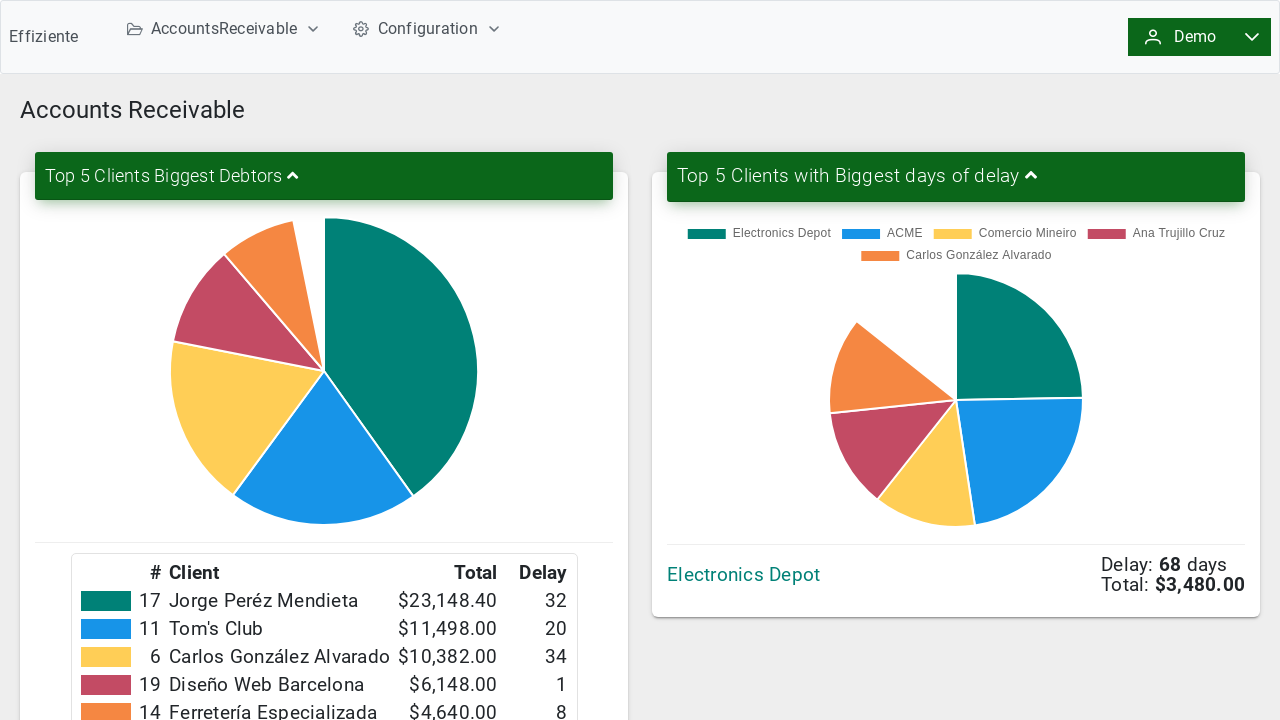 Effiziente
AccountsReceivable
Configuration
Demo
Accounts Receivable
Top 5 Clients Biggest Debtors
# Client Total Delay
17 Jorge Peréz Mendieta $23,148.40 32
11 Tom's Club $11,498.00 20
6 Carlos González Alvarado $10,382.00 34
19 Diseño Web Barcelona $6,148.00 1
14 Ferretería Especializada $4,640.00 8
Top 5 Clients with Biggest days of delay
Electronics Depot ACME Comercio Mineiro Ana Trujillo Cruz
Carlos González Alvarado
Electronics Depot
Delay: 68 days
Total: $3,480.00